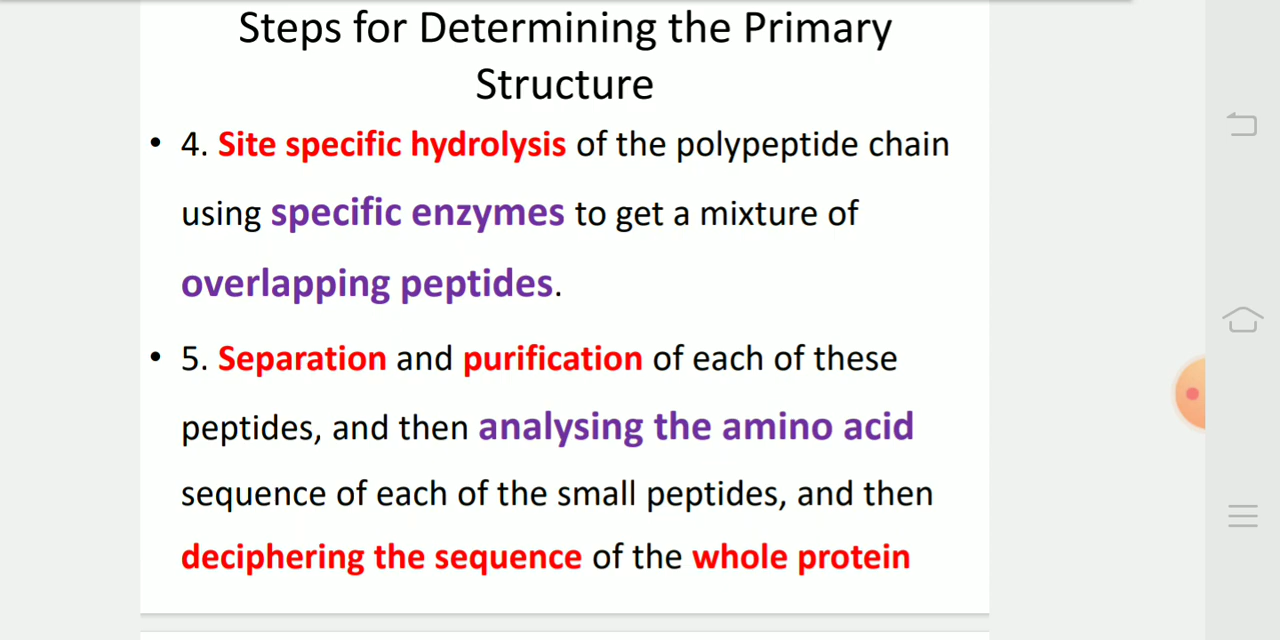 Steps for Determining the Primary
Structure
• 4. Site specific hydrolysis of the polypeptide chain
using specific enzymes to get a mixture of
overlapping peptides.
• 5. Separation and purification of each of these
peptides, and then analysing the amino acid
sequence of each of the small peptides, and then
deciphering the sequence of the whole protein